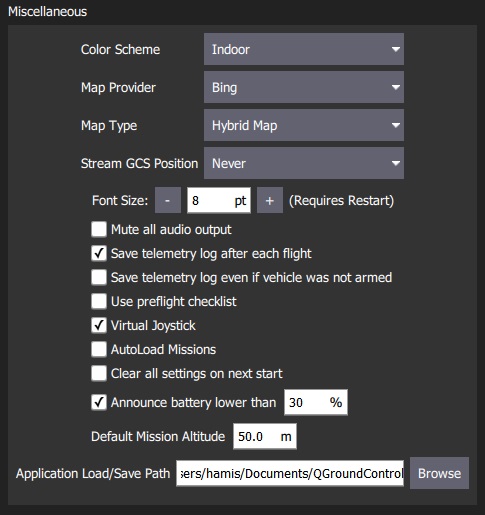 Miscellaneous
Color Scheme Indoor
Map Provider Bing
Map Type Hybrid Map
Stream GCS Position Never
Font Size: - 8 pt + (Requires Restart)
Mute all audio output
Save telemetry log after each flight
Save telemetry log even if vehicle was not armed
Use preflight checklist
Virtual Joystick
AutoLoad Missions
Clear all settings on next start
Announce battery lower than 30 %
Default Mission Altitude 50.0 m
Application Load/Save Path sers/hamis/Documents/QGroundControl Browse